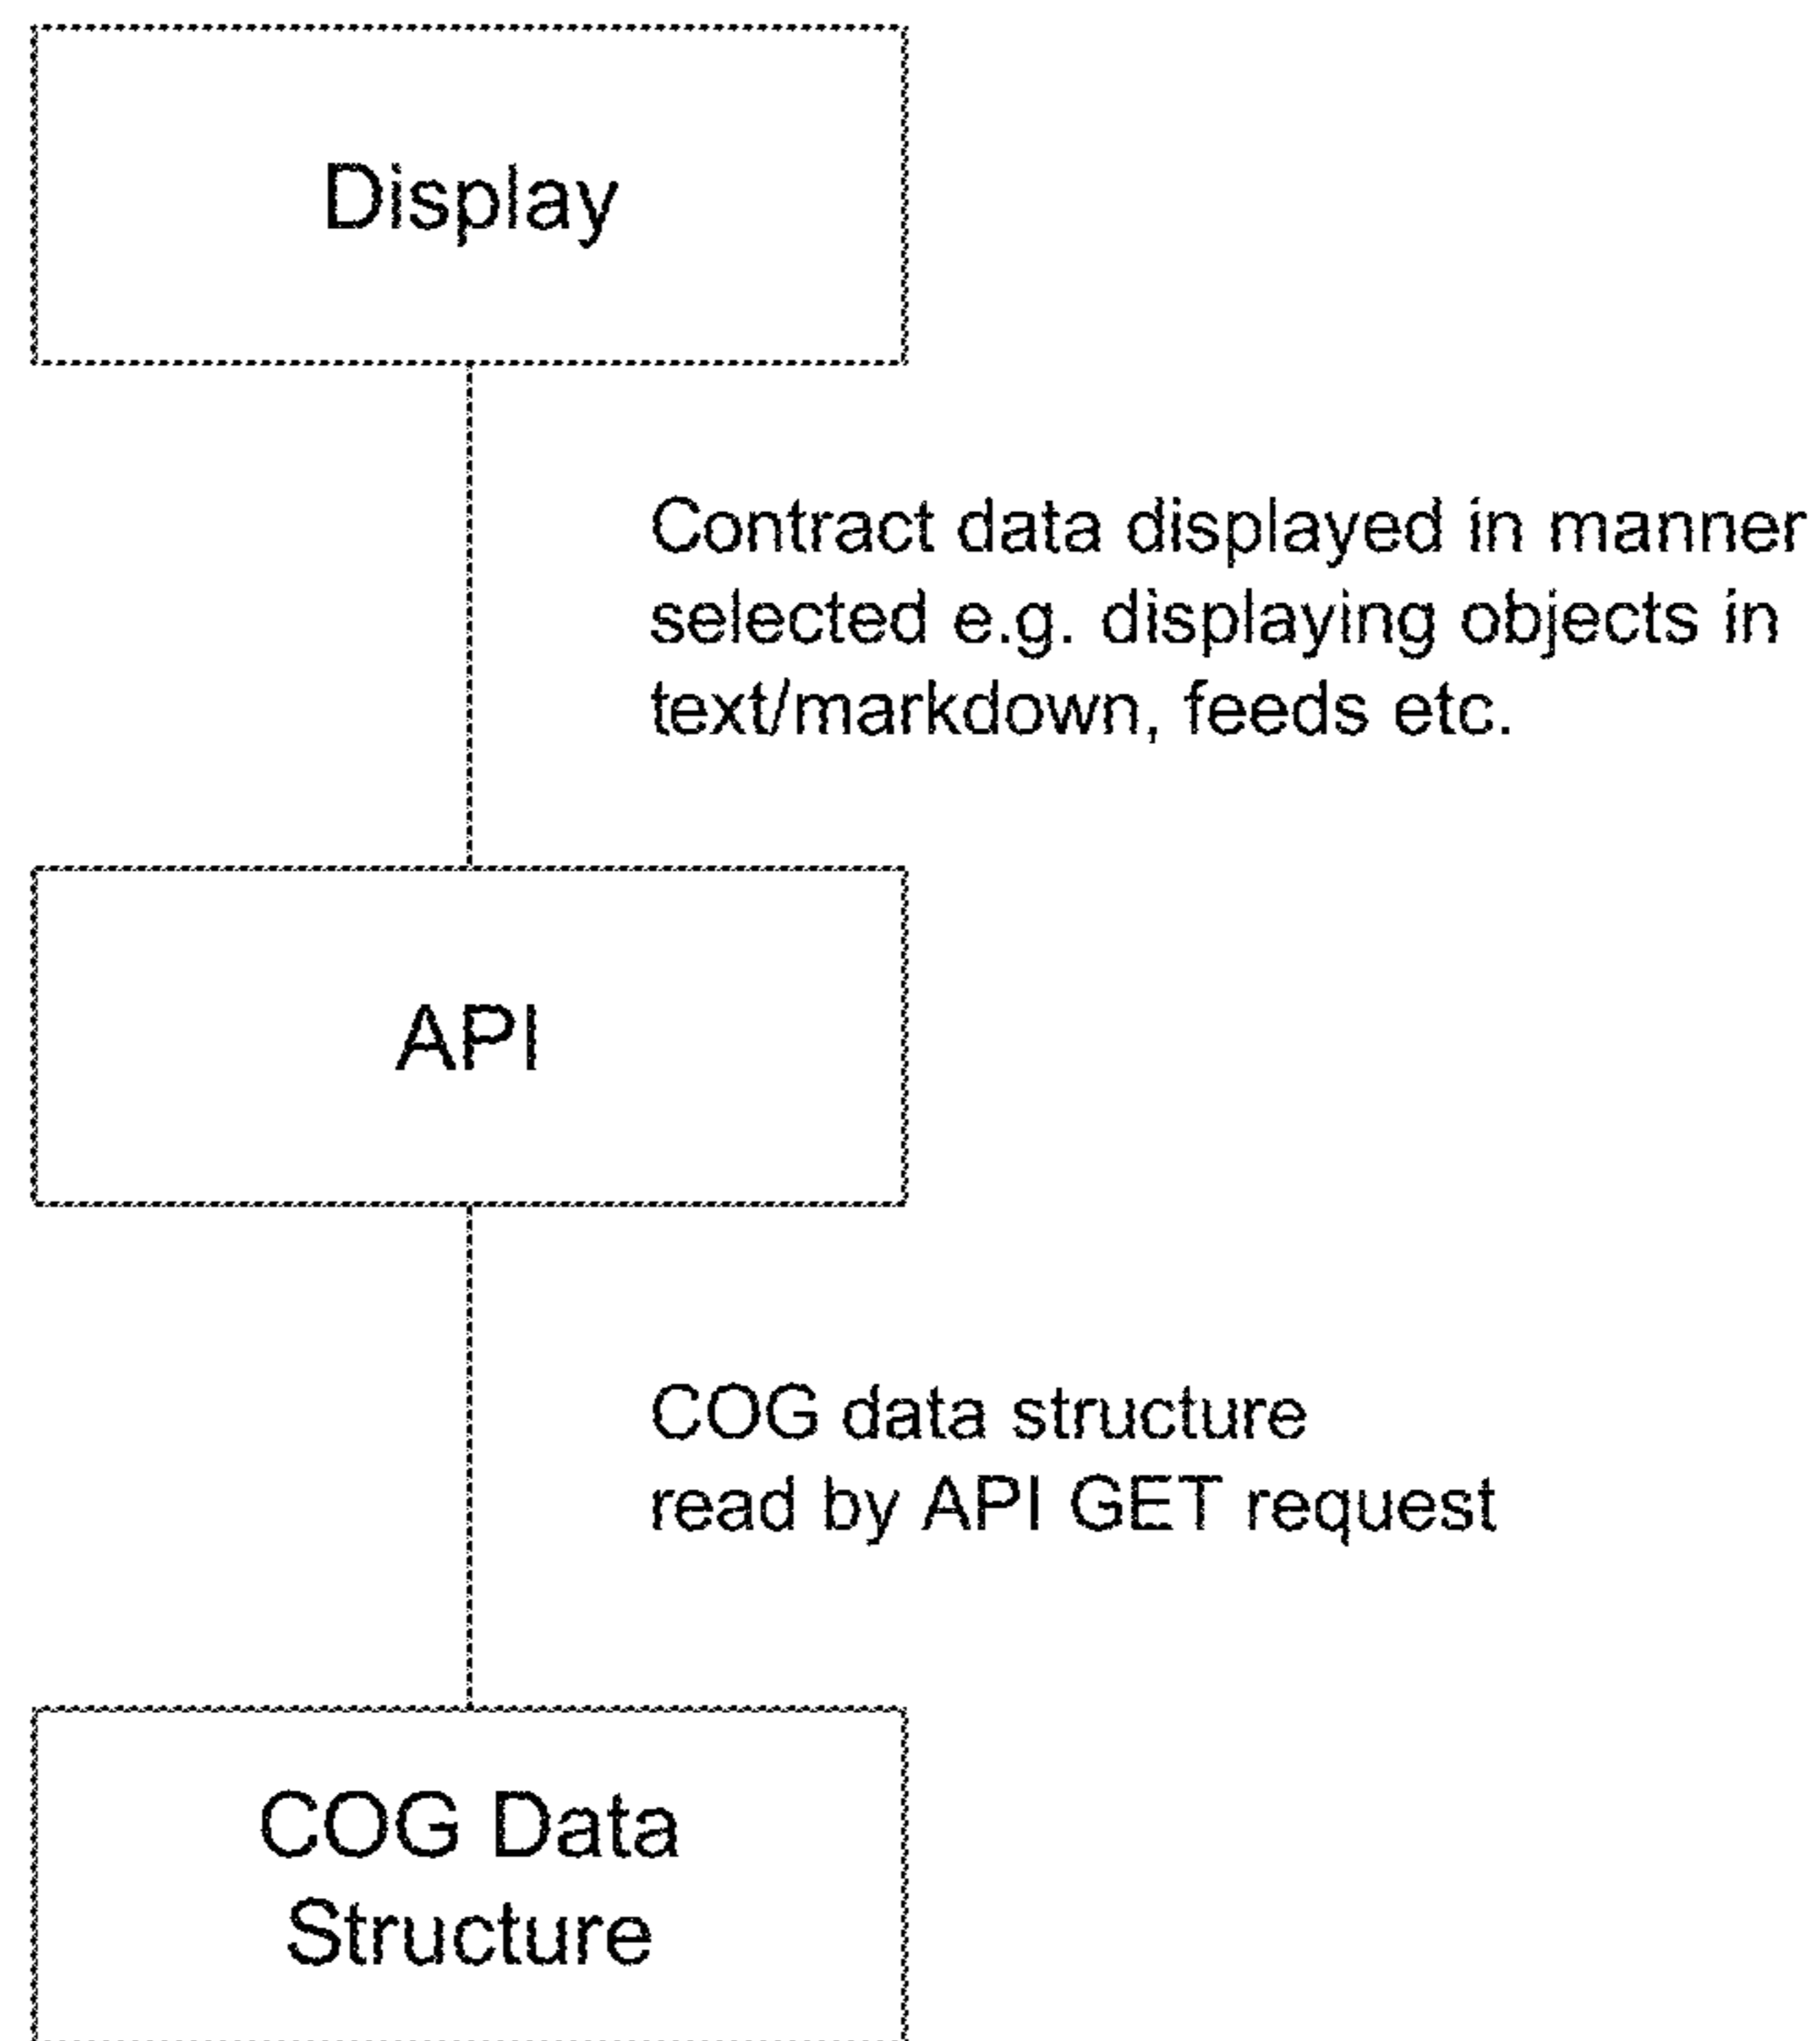 Display
Contract data displayed in manner
selected e.g. displaying objects in
text/markdown, feeds etc.
API
COG data structure
read by API GET request
COG Data
Structure